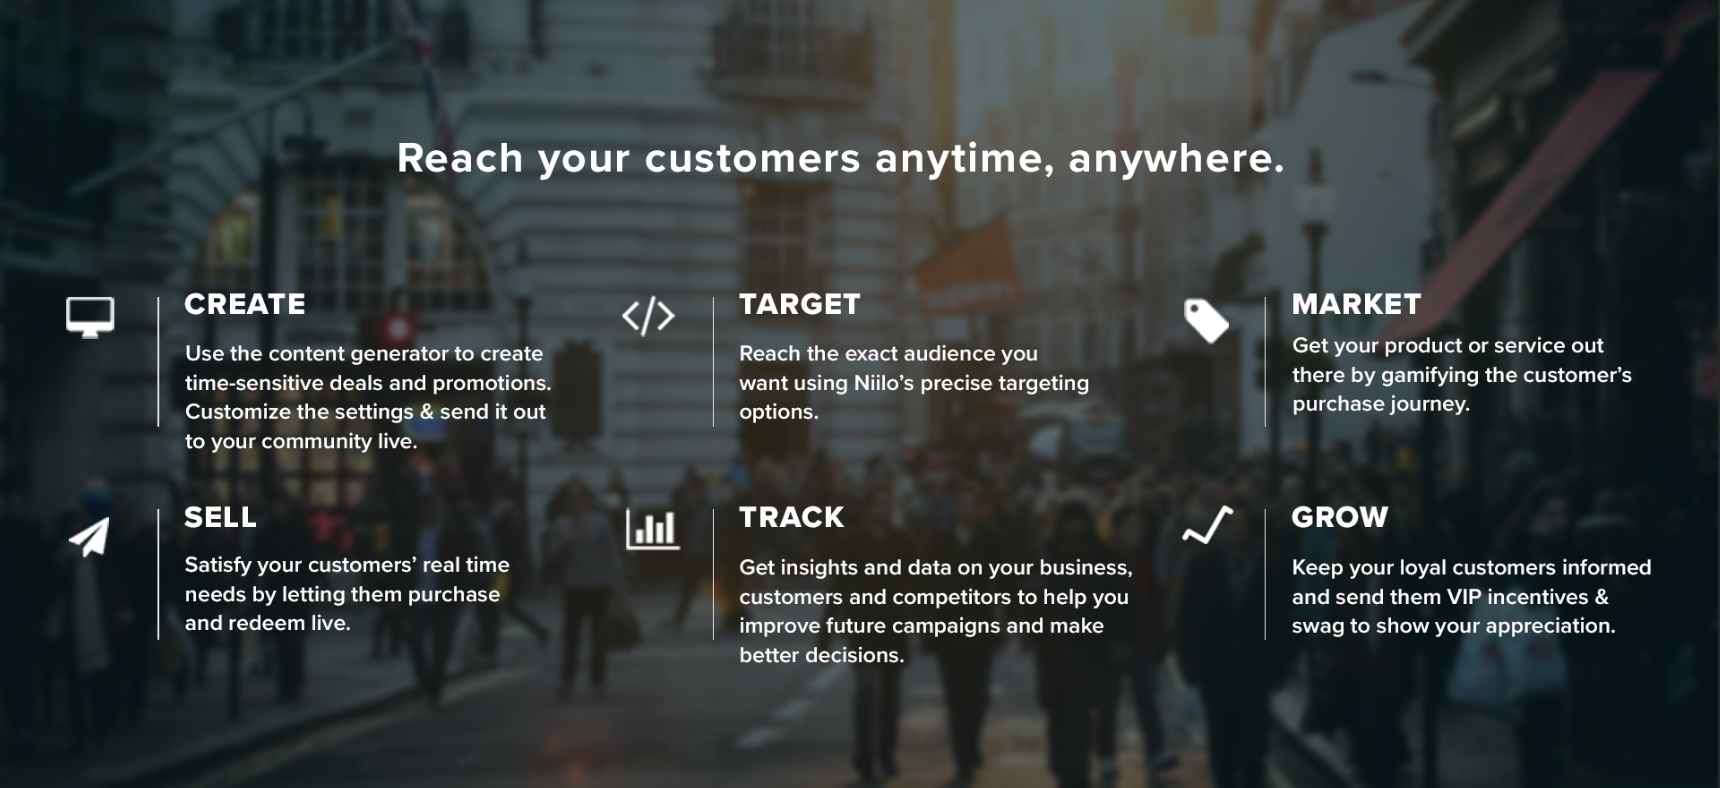 Reach your customers anytime, anywhere.
CREATE
Use the content generator to create
time-sensitive deals and promotions.
Customize the settings & send it out
to your community live.
TARGET
Reach the exact audience you
want using Niilo’s precise targeting
options.
MARKET
Get your product or service out
there by gamifying the customer’s
purchase journey.
SELL
Satisfy your customers’ real time
needs by letting them purchase
and redeem live.
TRACK
Get insights and data on your business,
customers and competitors to help you
improve future campaigns and make
better decisions.
GROW
Keep your loyal customers informed
and send them VIP incentives &
swag to show your appreciation.